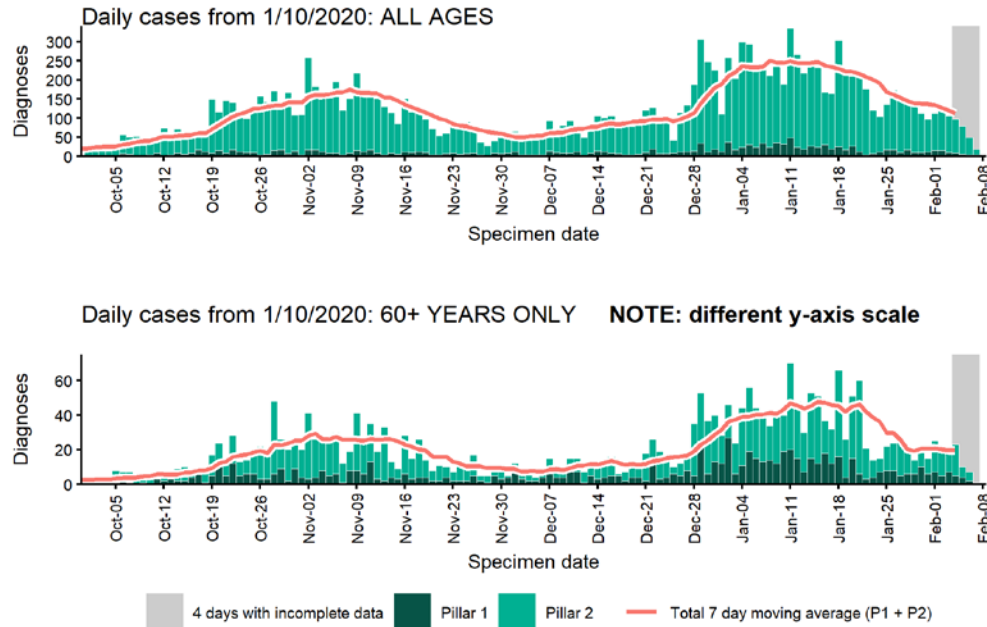 Daily cases from 1/10/2020: ALL AGES
Diagnoses
300
250
200
150
100
50
0
Oct-05
Oct-12
Oct-19
Oct-26
Nov-02
Nov-09
Nov-16
Nov-23
Nov-30
Dec-07
Dec-14
Dec-21
Dec-28
Jan-04
Jan-11
Jan-18
Jan-25
Feb-01
Feb-08
Specimen date
Daily cases from 1/10/2020: 60+ YEARS ONLY NOTE: different y-axis scale
Diagnoses
60
40
20
0
Oct-05
Oct-12
Oct-19
Oct-26
Nov-02
Nov-09
Nov-16
Nov-23
Nov-30
Dec-07
Dec-14
Dec-21
Dec-28
Jan-04
Jan-11
Jan-18
Jan-25
Feb-01
Feb-08
Specimen date
4 days with incomplete data Pillar 1 Pillar 2 Total 7 day moving average (P1 + P2)